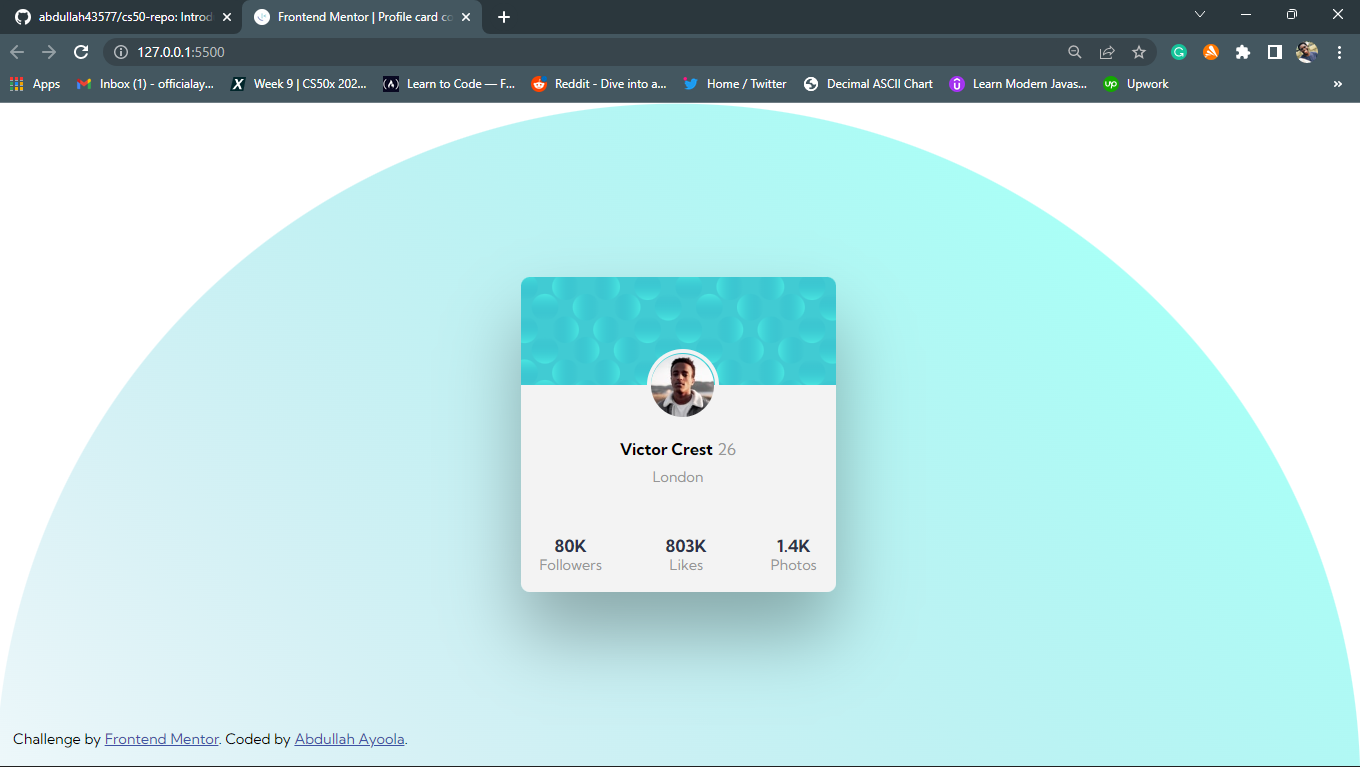 abdullah43577/cs50-repo: Introd
Frontend Mentor | Profile card co
127.0.0.1:5500
Apps
Inbox (1) - officialay...
Week 9 | CS50x 202...
Learn to Code — F...
Reddit - Dive into a...
Home / Twitter
Decimal ASCII Chart
Learn Modern Javas...
up
Upwork
Victor Crest 26
London
80K 803K 1.4K
Followers Likes Photos
Challenge by Frontend Mentor. Coded by Abdullah Ayoola.